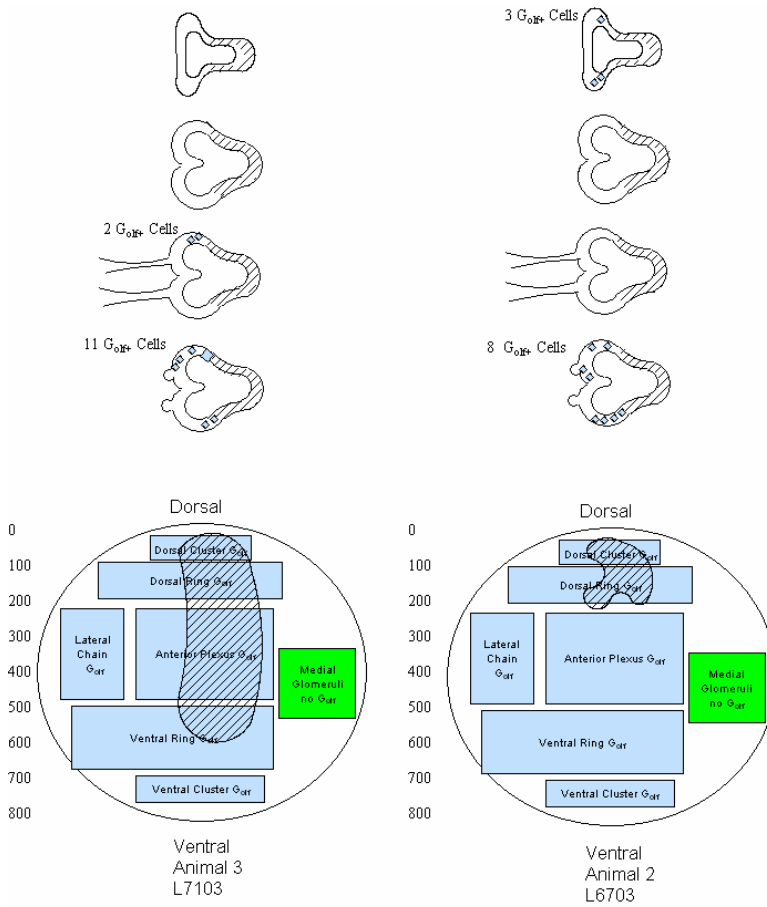 3 Golf+ Cells
2 Golf+ Cells
11 Golf+ Cells
8 Golf+ Cells
Dorsal
0
100
200
300
400
500
600
700
800
Dorsal Cluster Golf
Dorsal Ring Golf
Lateral
Chain
Golf
Anterior Plexus Golf
Medial
Glomeruli
no Golf
Ventral Ring Golf
Ventral Cluster Golf
Ventral
Animal 3
L7103
Dorsal
0
100
200
300
400
500
600
700
800
Dorsal Cluster Golf
Dorsal Ring Golf
Lateral
Chain
Golf
Anterior Plexus Golf
Medial
Glomeruli
no Golf
Ventral Ring Golf
Ventral Cluster Golf
Ventral
Animal 2
L6703